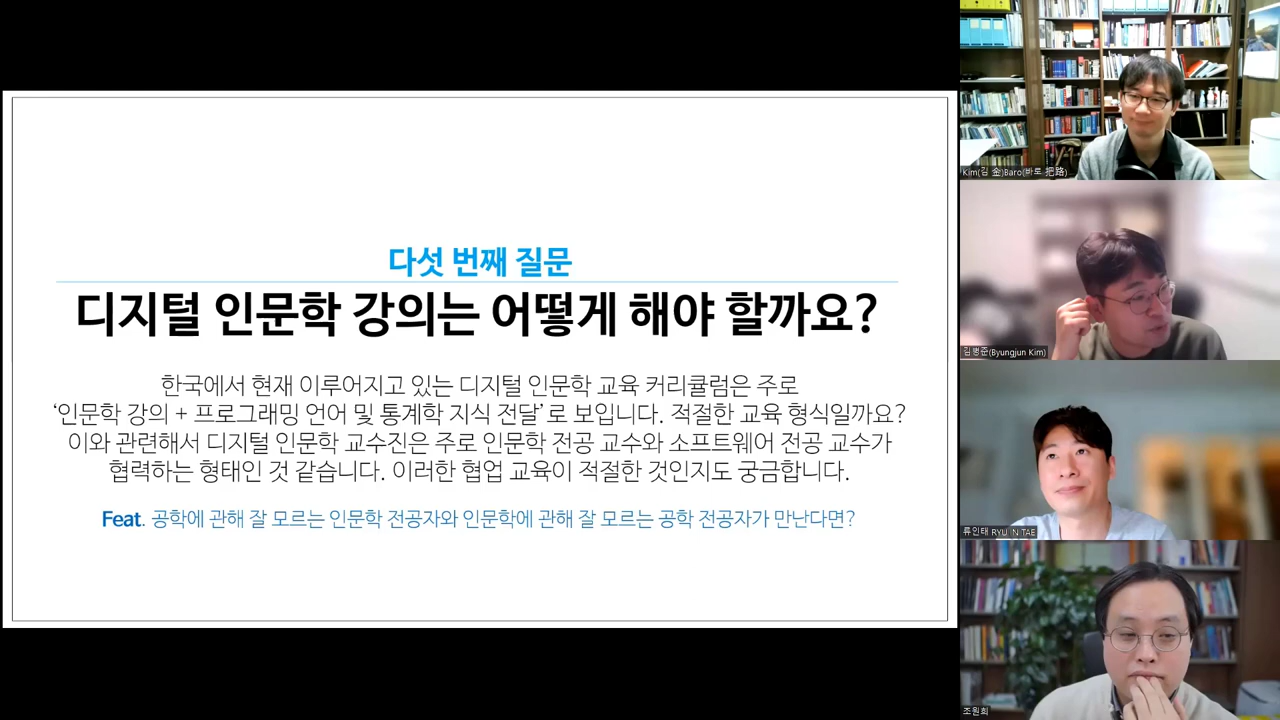 다섯 번째 질문
디지털 인문학 강의는 어떻게 해야 할까요?
한국에서 현재 이루어지고 있는 디지털 인문학 교육 커리큘럼은 주로
‘인문학 강의 + 프로그래밍 언어 및 통계학 지식 전달’로 보입니다. 적절한 교육 형식일까요?
이와 관련해서 디지털 인문학 교수진은 주로 인문학 전공 교수와 소프트웨어 전공 교수가
협력하는 형태인 것 같습니다. 이러한 협업 교육이 적절한 것인지도 궁금합니다.
Feat. 공학에 관해 잘 모르는 인문학 전공자와 인문학에 관해 잘 모르는 공학 전공자가 만난다면?
Kim(김 金)Baro(바로 把路)
김병준(Byungjun Kim)
류인태 RYU IN TAE
조원희